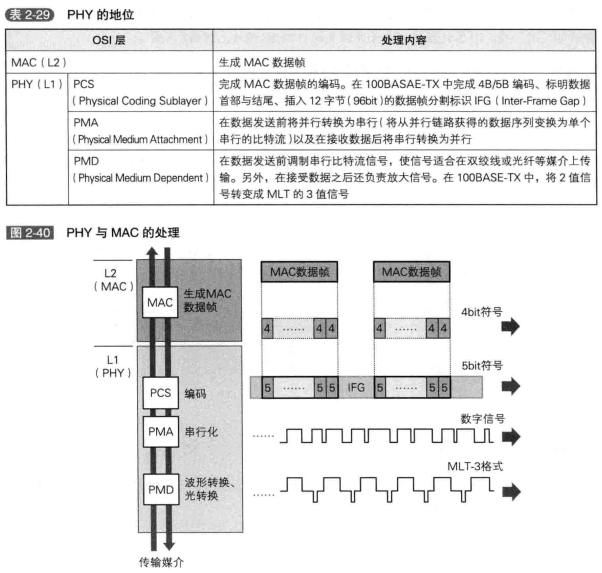 表 2-29 PHY 的地位
OSI 层 处理内容
MAC ( L2 ) 生成 MAC 数据帧
PHY ( L1 ) PCS
( Physical Coding Sublayer )
完成 MAC 数据帧的编码。在 100BASAE-TX 中完成 4B/5B 编码、标明数据
首部与结尾、插入 12 字节 ( 96bit ) 的数据帧分割标识 IFG ( Inter-Frame Gap )
PMA
( Physical Medium Attachment )
在数据发送前将并行转换为串行 ( 将从并行链路获得的数据序列变换为单个
串行的比特流 ) 以及在接收数据后将串行转换为并行
PMD
( Physical Medium Dependent )
在数据发送前调制串行比特流信号，使信号适合在双绞线或光纤等媒介上传
输。另外，在接受数据之后还负责放大信号。在 100BASE-TX 中，将 2 值信
号转变成 MLT 的 3 值信号
图 2-40 PHY 与 MAC 的处理
L2
( MAC )
MAC
生成MAC
数据帧
MAC数据帧 MAC数据帧
4bit符号
4 …… 4 4 4 …… 4 4
L1
( PHY )
5bit符号
PCS 编码
5 …… 5 5 IFG 5 …… 5 5
数字信号
PMA 串行化 ……
MLT-3格式
PMD 波形转换、
光转换
……
传输媒介